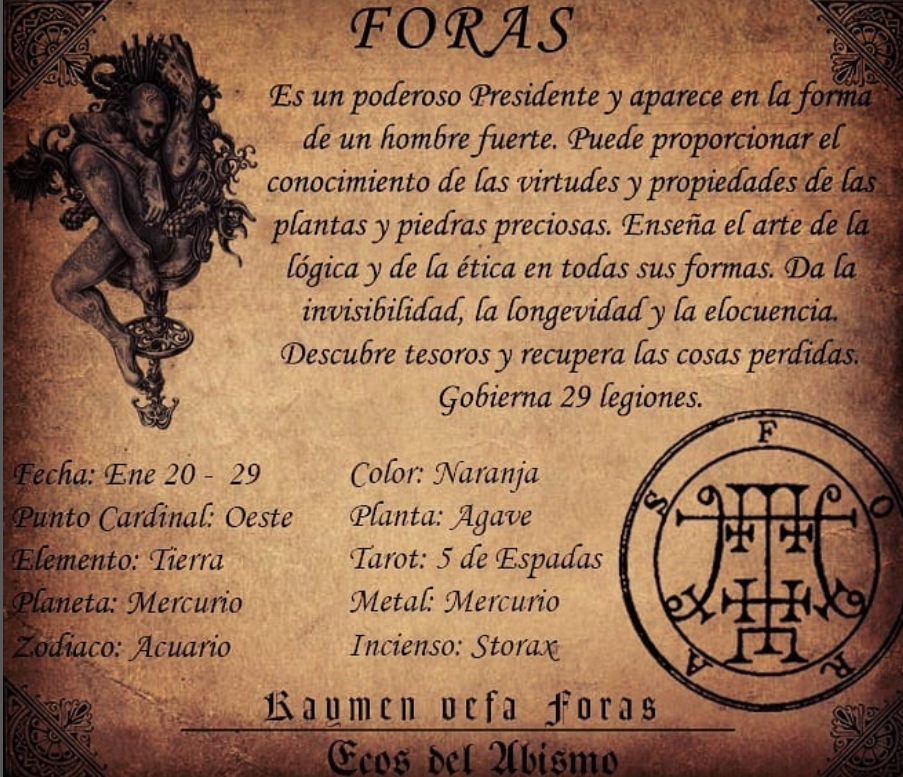 FORAS
Es un poderoso Presidente y aparece en la forma
de un hombre fuerte. Puede proporcionar el
conocimiento de las virtudes y propiedades de las
plantas y piedras preciosas. Enseña el arte de la
lógica y de la ética en todas sus formas. Da la
invisibilidad, la longevidad y la elocuencia.
Descubre tesoros y recupera las cosas perdidas.
Gobierna 29 legiones.
Fecha: Ene 20 - 29
Punto Cardinal: Oeste
Elemento: Tierra
Planeta: Mercurio
Zodiaco: Acuario
Color: Naranja
Planta: Agave
Tarot: 5 de Espadas
Metal: Mercurio
Incienso: Storax
F O R A S
Kaymen vefa Foras
Ecos del Abismo